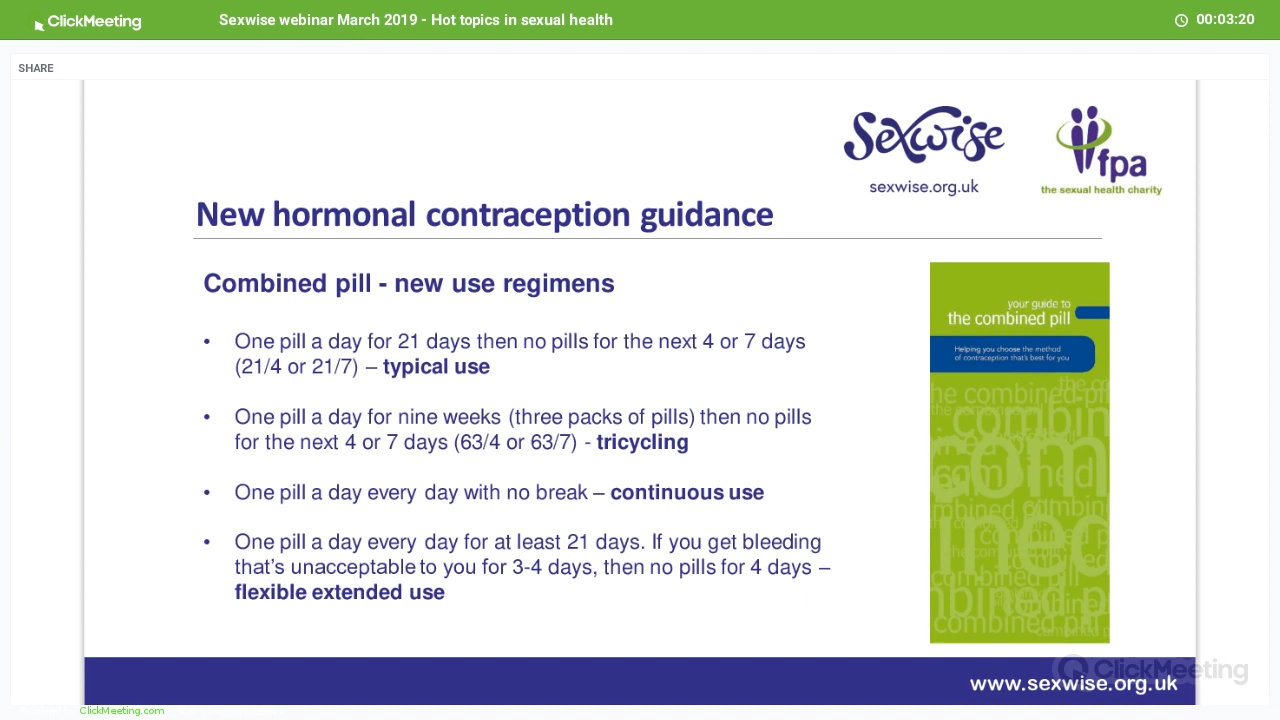 ClickMeeting
Sexwise webinar March 2019 - Hot topics in sexual health
00:03:20
SHARE
Sexwise
sexwise.org.uk
fpa
the sexual health charity
New hormonal contraception guidance
Combined pill - new use regimens
• One pill a day for 21 days then no pills for the next 4 or 7 days
(21/4 or 21/7) – typical use
• One pill a day for nine weeks (three packs of pills) then no pills
for the next 4 or 7 days (63/4 or 63/7) - tricycling
• One pill a day every day with no break – continuous use
• One pill a day every day for at least 21 days. If you get bleeding
that's unacceptable to you for 3-4 days, then no pills for 4 days –
flexible extended use
your guide to
the combined pill
Helping you choose the method
of contraception that's best for you
www.sexwise.org.uk
ClickMeeting
ClickMeeting.com